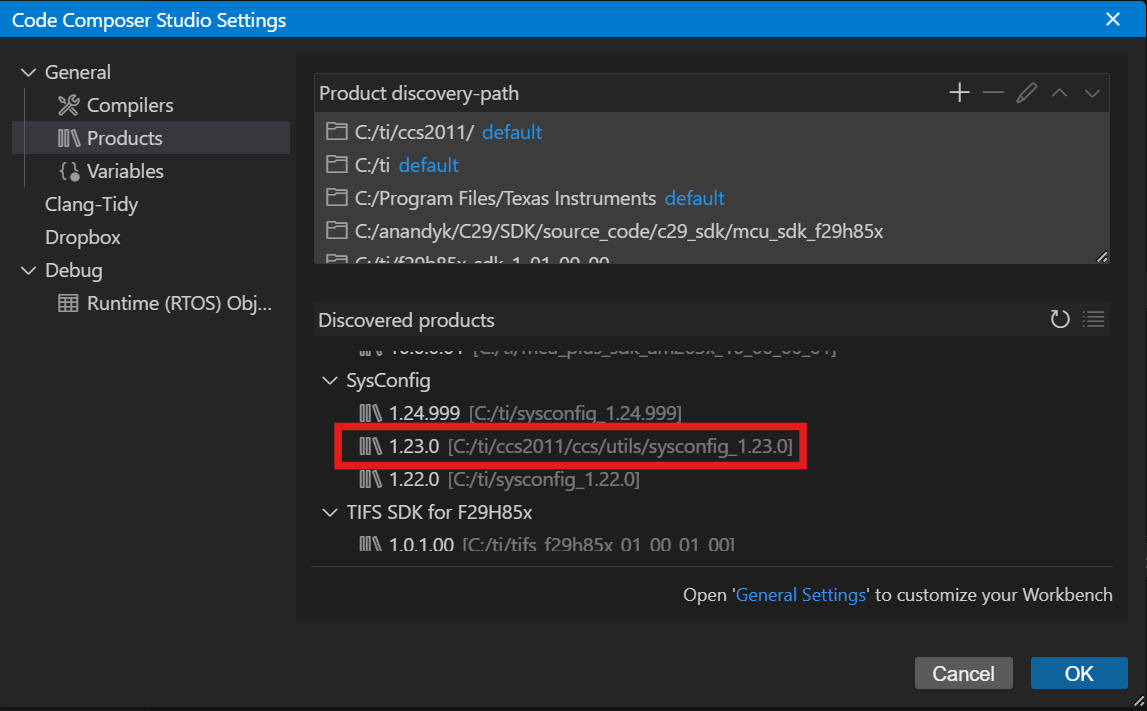 Code Composer Studio Settings
General
Compilers
Products
Variables
Clang-Tidy
Dropbox
Debug
Runtime (RTOS) Obj...
Product discovery-path
C:/ti/ccs2011/ default
C:/ti default
C:/Program Files/Texas Instruments default
C:/anandyk/C29/SDK/source_code/c29_sdk/mcu_sdk_f29h85x
C:/ti/f29h85x-sdk_1_01_00_00
Discovered products
SysConfig
1.24.999 [C:/ti/sysconfig_1.24.999]
1.23.0 [C:/ti/ccs2011/ccs/utils/sysconfig_1.23.0]
1.22.0 [C:/ti/sysconfig_1.22.0]
TIFS SDK for F29H85x
1.0.1.00 [C:/ti/tifs_f29h85x_01_00_01_00]
Open 'General Settings' to customize your Workbench
Cancel
OK